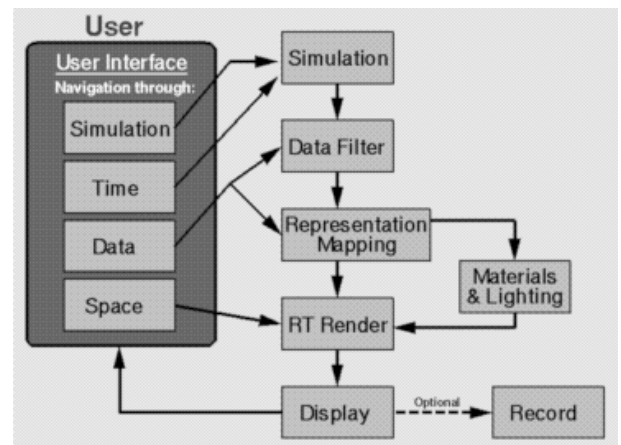 User
User Interface
Navigation through:
Simulation
Time
Data
Space
Simulation
Data Filter
Representation
Mapping
Materials
& Lighting
RT Render
Display
Optional
Record